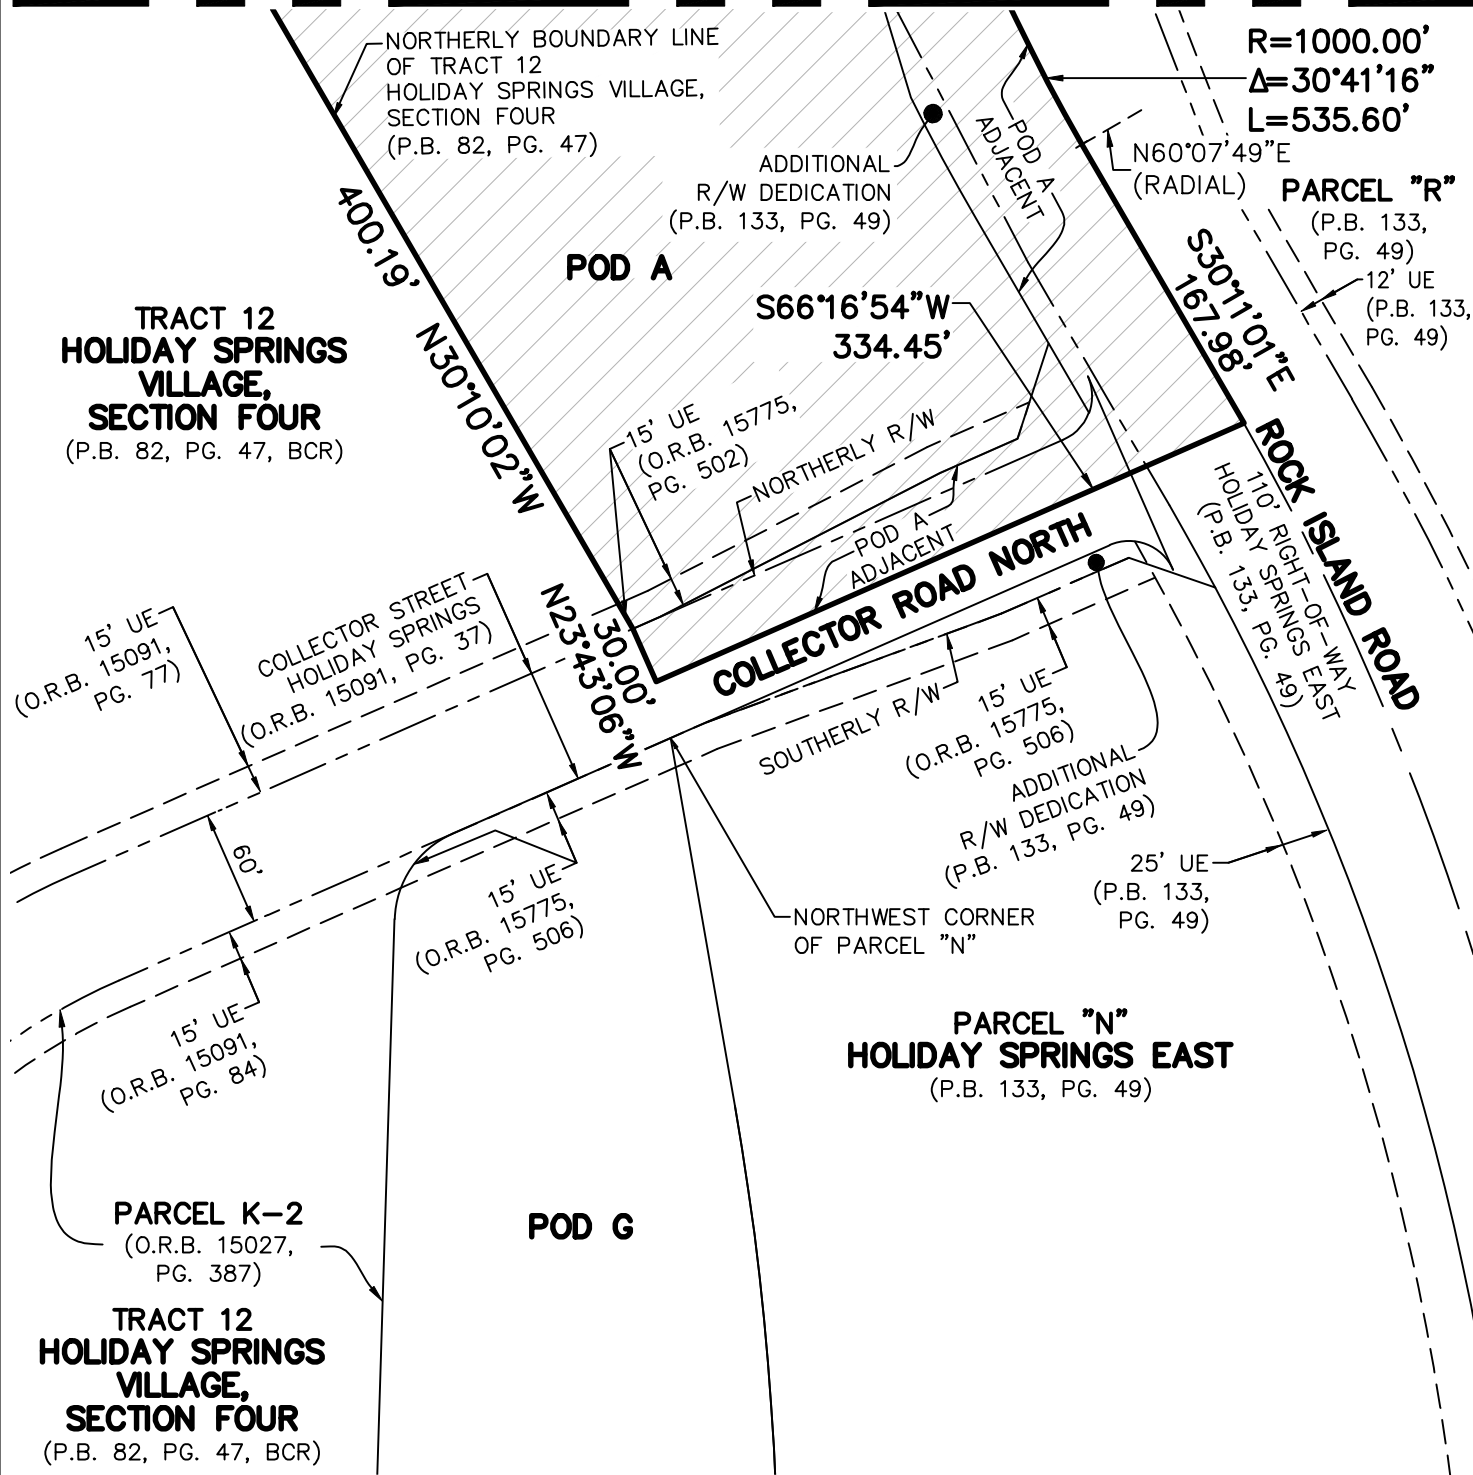 NORTHERLY BOUNDARY LINE
OF TRACT 12
HOLIDAY SPRINGS VILLAGE,
SECTION FOUR
(P.B. 82, PG. 47)
R=1000.00'
Δ=30°41'16"
L=535.60'
N60°07'49"E
(RADIAL)
PARCEL "R"
(P.B. 133,
PG. 49)
12' UE
(P.B. 133,
PG. 49)
ADDITIONAL
R/W DEDICATION
(P.B. 133, PG. 49)
POD A
ADJACENT
POD A
400.19'
N30°10'02"W
S66°16'54"W
334.45'
S30°11'01"E
167.98'
TRACT 12
HOLIDAY SPRINGS
VILLAGE,
SECTION FOUR
(P.B. 82, PG. 47, BCR)
15' UE
(O.R.B. 15775,
PG. 502)
NORTHERLY R/W
POD A
ADJACENT
COLLECTOR ROAD NORTH
ROCK ISLAND ROAD
110' RIGHT-OF-WAY
HOLIDAY SPRINGS EAST
(P.B. 133, PG. 49)
15' UE
(O.R.B. 15091,
PG. 77)
COLLECTOR STREET
HOLIDAY SPRINGS
(O.R.B. 15091, PG. 37)
30.00'
N23°43'06"W
SOUTHERLY R/W
15' UE
(O.R.B. 15775,
PG. 506)
ADDITIONAL
R/W DEDICATION
(P.B. 133, PG. 49)
60'
15' UE
(O.R.B. 15775,
PG. 506)
25' UE
(P.B. 133,
PG. 49)
NORTHWEST CORNER
OF PARCEL "N"
15' UE
(O.R.B. 15091,
PG. 84)
PARCEL "N"
HOLIDAY SPRINGS EAST
(P.B. 133, PG. 49)
PARCEL K-2
(O.R.B. 15027,
PG. 387)
POD G
TRACT 12
HOLIDAY SPRINGS
VILLAGE,
SECTION FOUR
(P.B. 82, PG. 47, BCR)